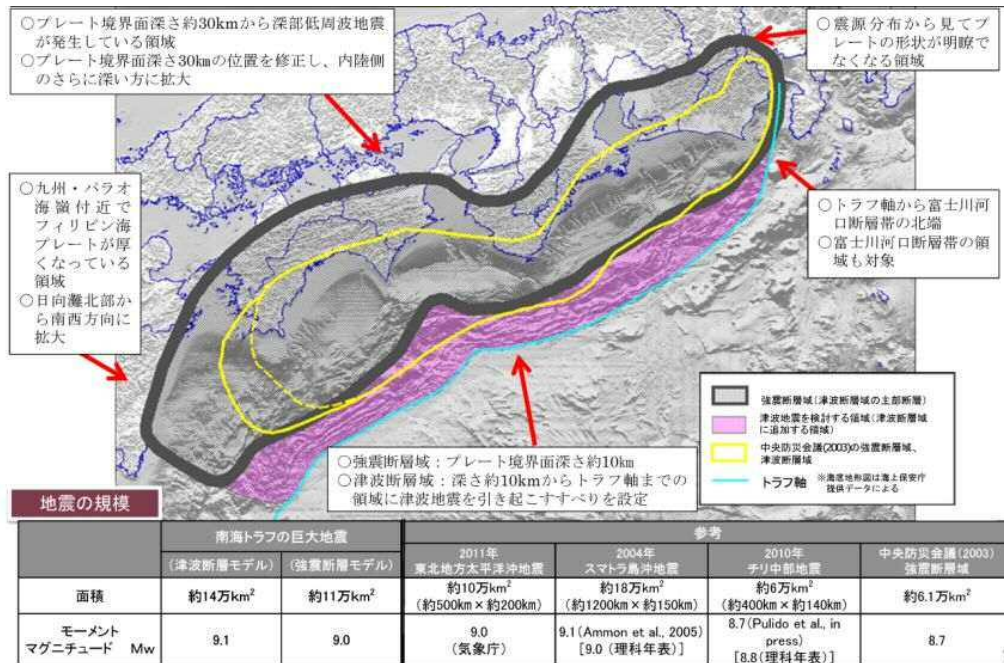 ○プレート境界面深さ約30kmから深部低周波地震
が発生している領域
○プレート境界面深さ30㎞の位置を修正し、内陸側
のさらに深い方に拡大
○震源分布から見て
プレートの形状が明瞭で
なくなる領域
○九州・パラオ
海嶺付近で
フィリピン海
プレートが厚
くなっている
領域
○日向灘北部か
ら南西方向に
拡大
○トラフ軸から富士川河
口断層帯の北端
○富士川河口断層帯の領
域も対象
○強震断層域：プレート境界面深さ約10㎞
○津波断層域：深さ約10㎞からトラフ軸までの
領域に津波地震を引き起こすすべりを設定
強震断層域(津波断層域の主部断層)
津波地震を検討する領域(津波断層域
に追加する領域)
中央防災会議(2003)の強震断層域、
津波断層域
トラフ軸 ※海底地形図は海上保安庁
提供データによる
地震の規模
南海トラフの巨大地震 参考
(津波断層モデル) (強震断層モデル) 2011年 東北地方太平洋沖地震 2004年 スマトラ島沖地震 2010年 チリ中部地震 中央防災会議(2003) 強震断層域
面積 約14万km² 約11万km² 約10万km² (約500km×約200km) 約18万km² (約1200km×約150km) 約6万km² (約400km×約140km) 約6.1万km²
モーメント マグニチュード Mw 9.1 9.0 9.0 (気象庁) 9.1(Ammon et al., 2005) [9.0 (理科年表)] 8.7(Pulido et al., in press) [8.8(理科年表)] 8.7